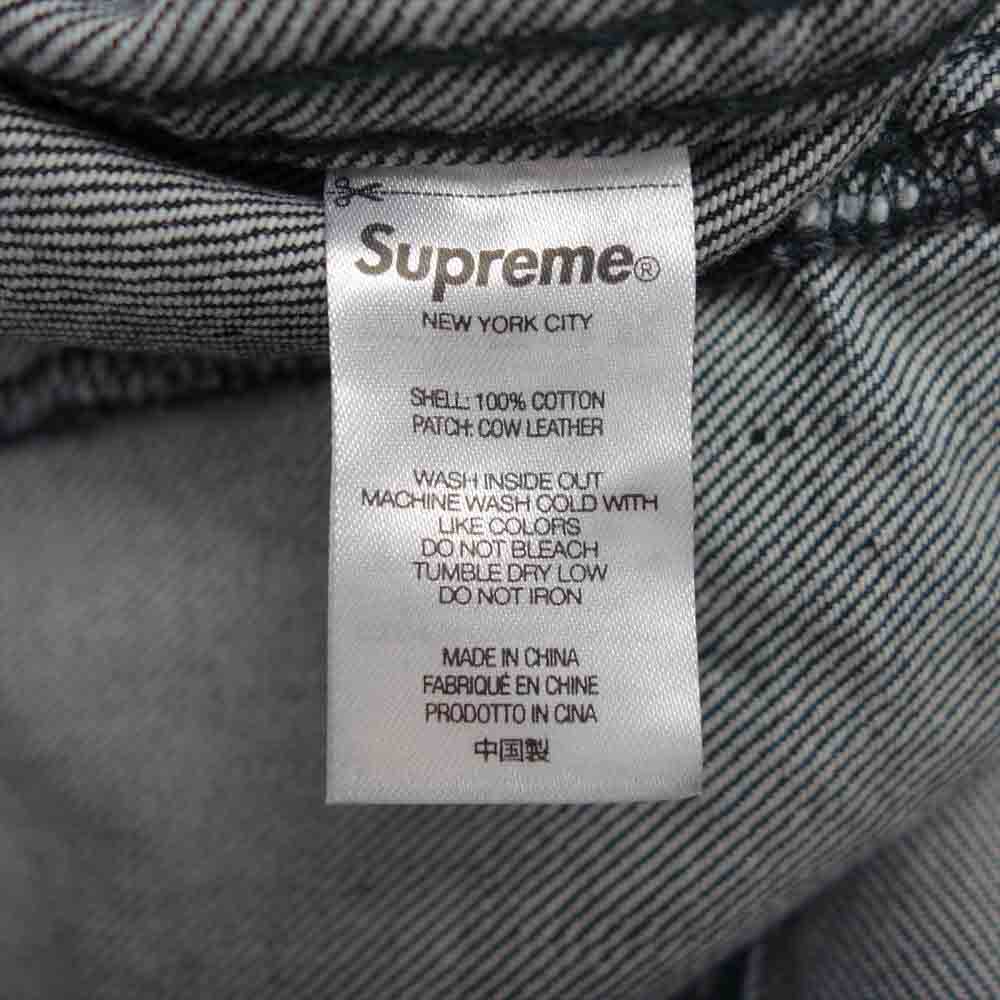 Supreme®
NEW YORK CITY
SHELL: 100% COTTON
PATCH: COW LEATHER
WASH INSIDE OUT
MACHINE WASH COLD WITH
LIKE COLORS
DO NOT BLEACH
TUMBLE DRY LOW
DO NOT IRON
MADE IN CHINA
FABRIQUÉ EN CHINE
PRODOTTO IN CINA
中国製